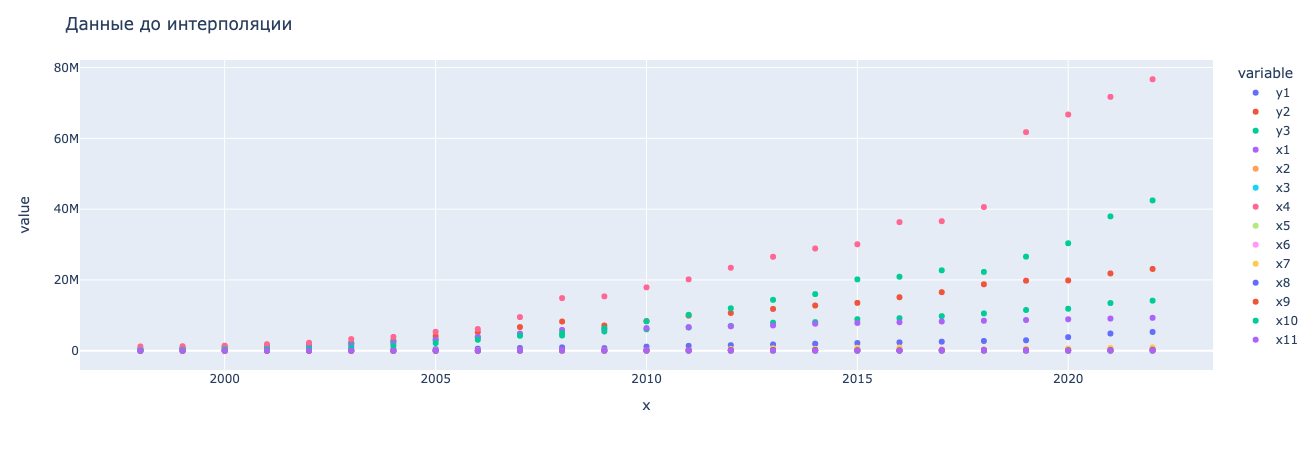 Данные до интерполяции
80M
60M
40M
20M
0
value
2000
2005
2010
2015
2020
x
variable
y1
y2
y3
x1
x2
x3
x4
x5
x6
x7
x8
x9
x10
x11